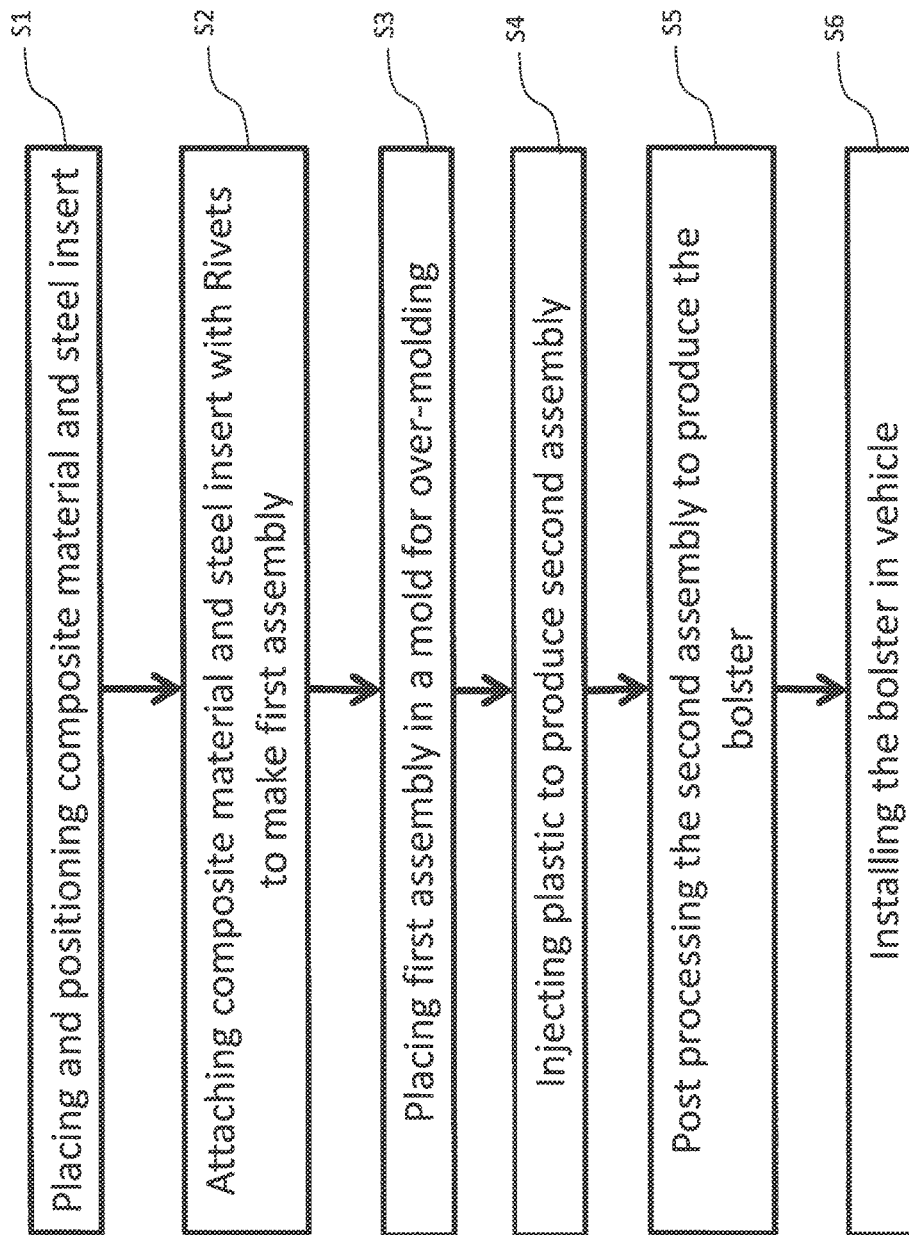 Placing and positioning composite material and steel insert
S1
Attaching composite material and steel insert with Rivets
to make first assembly
S2
Placing first assembly in a mold for over-molding
S3
Injecting plastic to produce second assembly
S4
Post processing the second assembly to produce the
bolster
S5
Installing the bolster in vehicle
S6